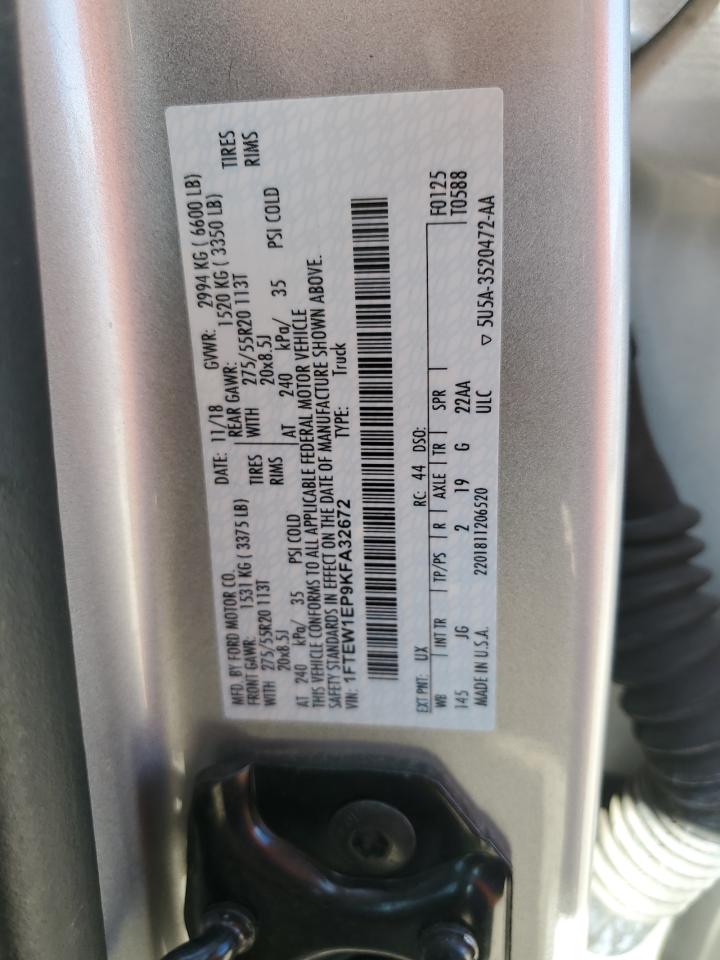 MFD. BY FORD MOTOR CO. DATE: 11/18 GVWR: 2994 KG ( 6600 LB)
FRONT GAWR: 1531 KG ( 3375 LB) REAR GAWR: 1520 KG ( 3350 LB)
WITH 275/55R20 113T TIRES WITH 275/55R20 113T TIRES
20x8.5J RIMS 20x8.5J RIMS
AT 240 kPa/ 35 PSI COLD AT 240 kPa/ 35 PSI COLD
THIS VEHICLE CONFORMS TO ALL APPLICABLE FEDERAL MOTOR VEHICLE
SAFETY STANDARDS IN EFFECT ON THE DATE OF MANUFACTURE SHOWN ABOVE.
VIN: 1FTEW1EP9KFA32672 TYPE: Truck
EXT PNT: UX RC: 44 DSO: F0125
WB INT TR TP/PS R AXLE TR SPR T0588
145 JG 2 19 G 22AA
MADE IN U.S.A. 2201811206520 ULC ▽ 5U5A-3520472-AA